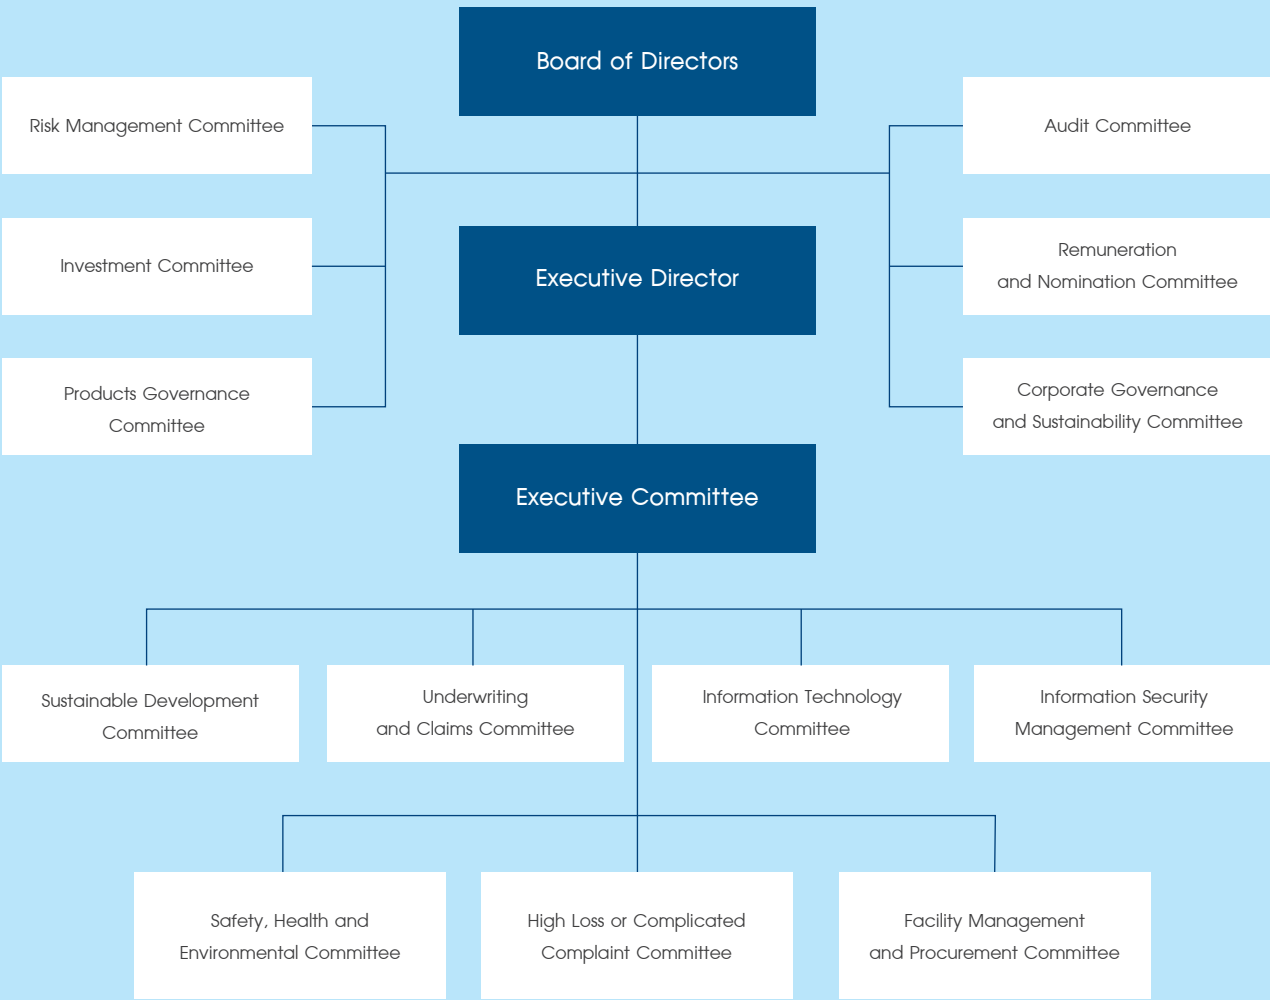 Board of Directors
Risk Management Committee
Audit Committee
Investment Committee
Executive Director
Remuneration
and Nomination Committee
Products Governance
Committee
Corporate Governance
and Sustainability Committee
Executive Committee
Sustainable Development
Committee
Underwriting
and Claims Committee
Information Technology
Committee
Information Security
Management Committee
Safety, Health and
Environmental Committee
High Loss or Complicated
Complaint Committee
Facility Management
and Procurement Committee